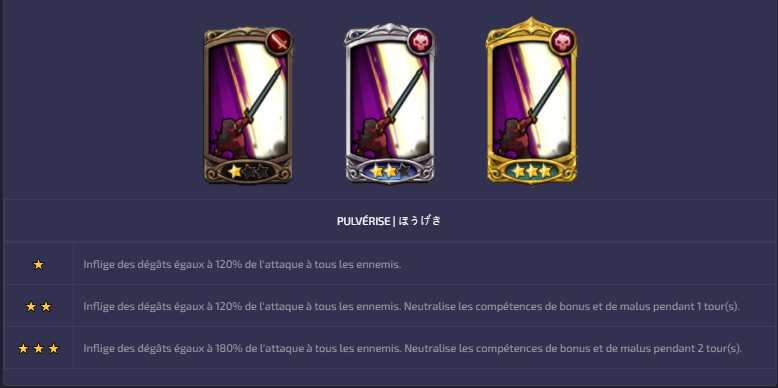 PULVÉRISE | ほうげき
Inflige des dégâts égaux à 120% de l'attaque à tous les ennemis.
Inflige des dégâts égaux à 120% de l'attaque à tous les ennemis. Neutralise les compétences de bonus et de malus pendant 1 tour(s).
Inflige des dégâts égaux à 180% de l'attaque à tous les ennemis. Neutralise les compétences de bonus et de malus pendant 2 tour(s).